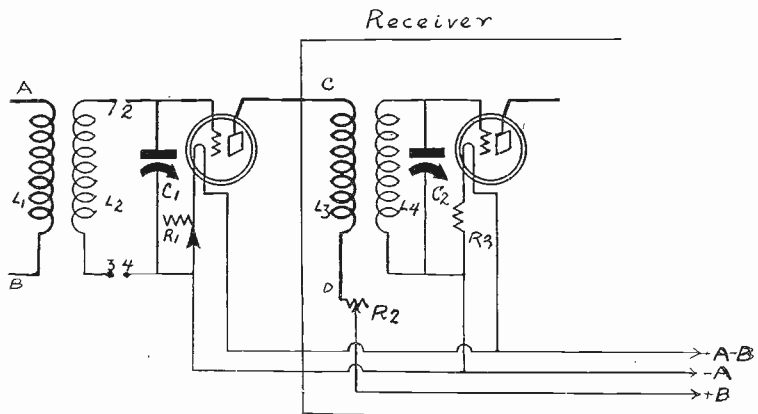 Receiver
A
1 2
C
L1
L2
C1
R1
L3
L4
C2
R3
B
3 4
D
R2
-A-B
-A
+B